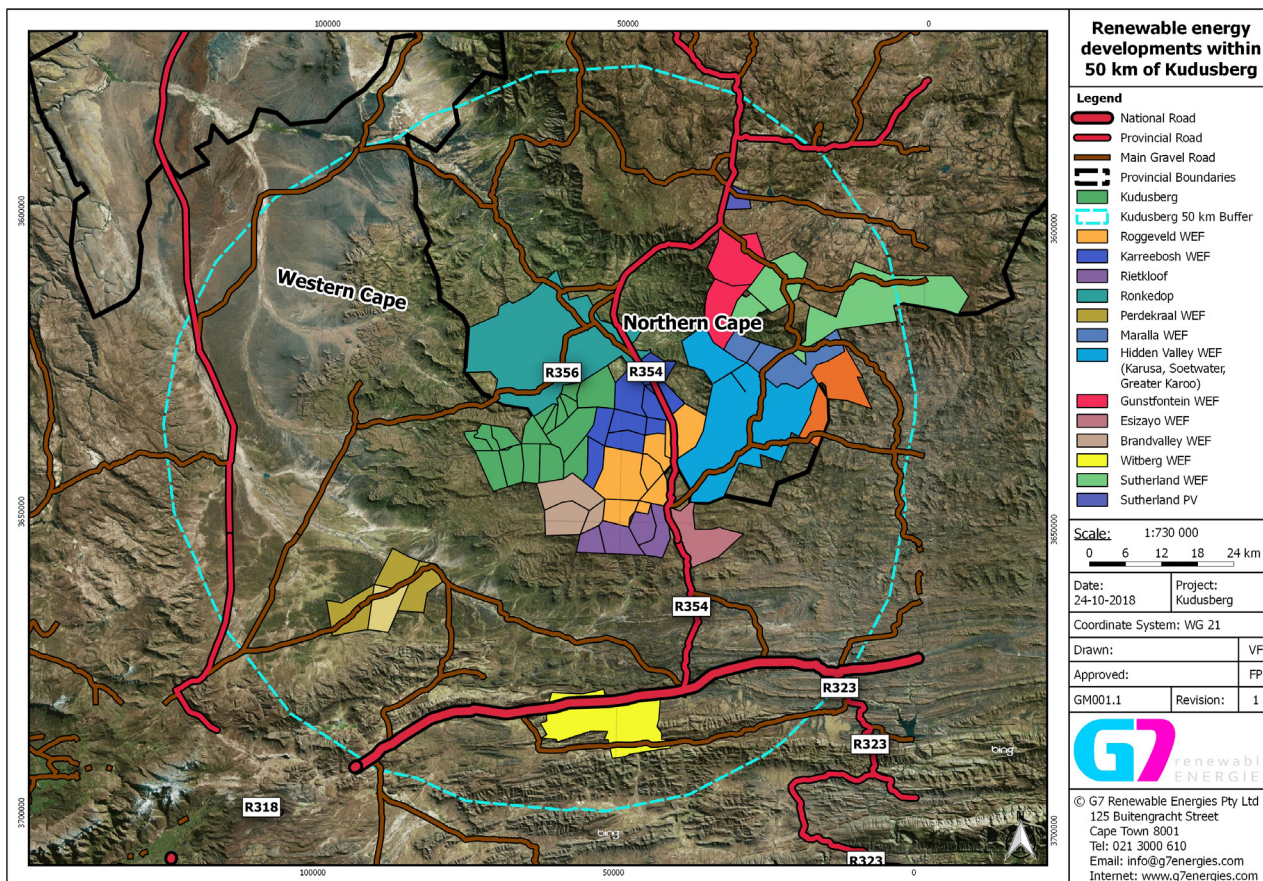 Renewable energy
developments within
50 km of Kudusberg
Legend
National Road
Provincial Road
Main Gravel Road
Provincial Boundaries
Kudusberg
Kudusberg 50 km Buffer
Roggeveld WEF
Karreebosh WEF
Rietkloof
Ronkedop
Perdekraal WEF
Maralla WEF
Hidden Valley WEF
(Karusa, Soetwater,
Greater Karoo)
Gunstfontein WEF
Esizayo WEF
Brandvalley WEF
Witberg WEF
Sutherland WEF
Sutherland PV
Scale: 1:730 000
0 6 12 18 24 km
Date:
24-10-2018
Project:
Kudusberg
Coordinate System: WG 21
Drawn: VF
Approved: FP
GM001.1 Revision: 1
G7
renewabl
ENERGIE
© G7 Renewable Energies Pty Ltd
125 Buitengracht Street
Cape Town 8001
Tel: 021 3000 610
Email: info@g7energies.com
Internet: www.g7energies.com
100000 50000 0
3600000
3650000
3700000
3600000
3650000
3700000
100000 50000 0
Western Cape
Northern Cape
R356
R354
R354
R323
R323
R318
R323
bing
bing
N